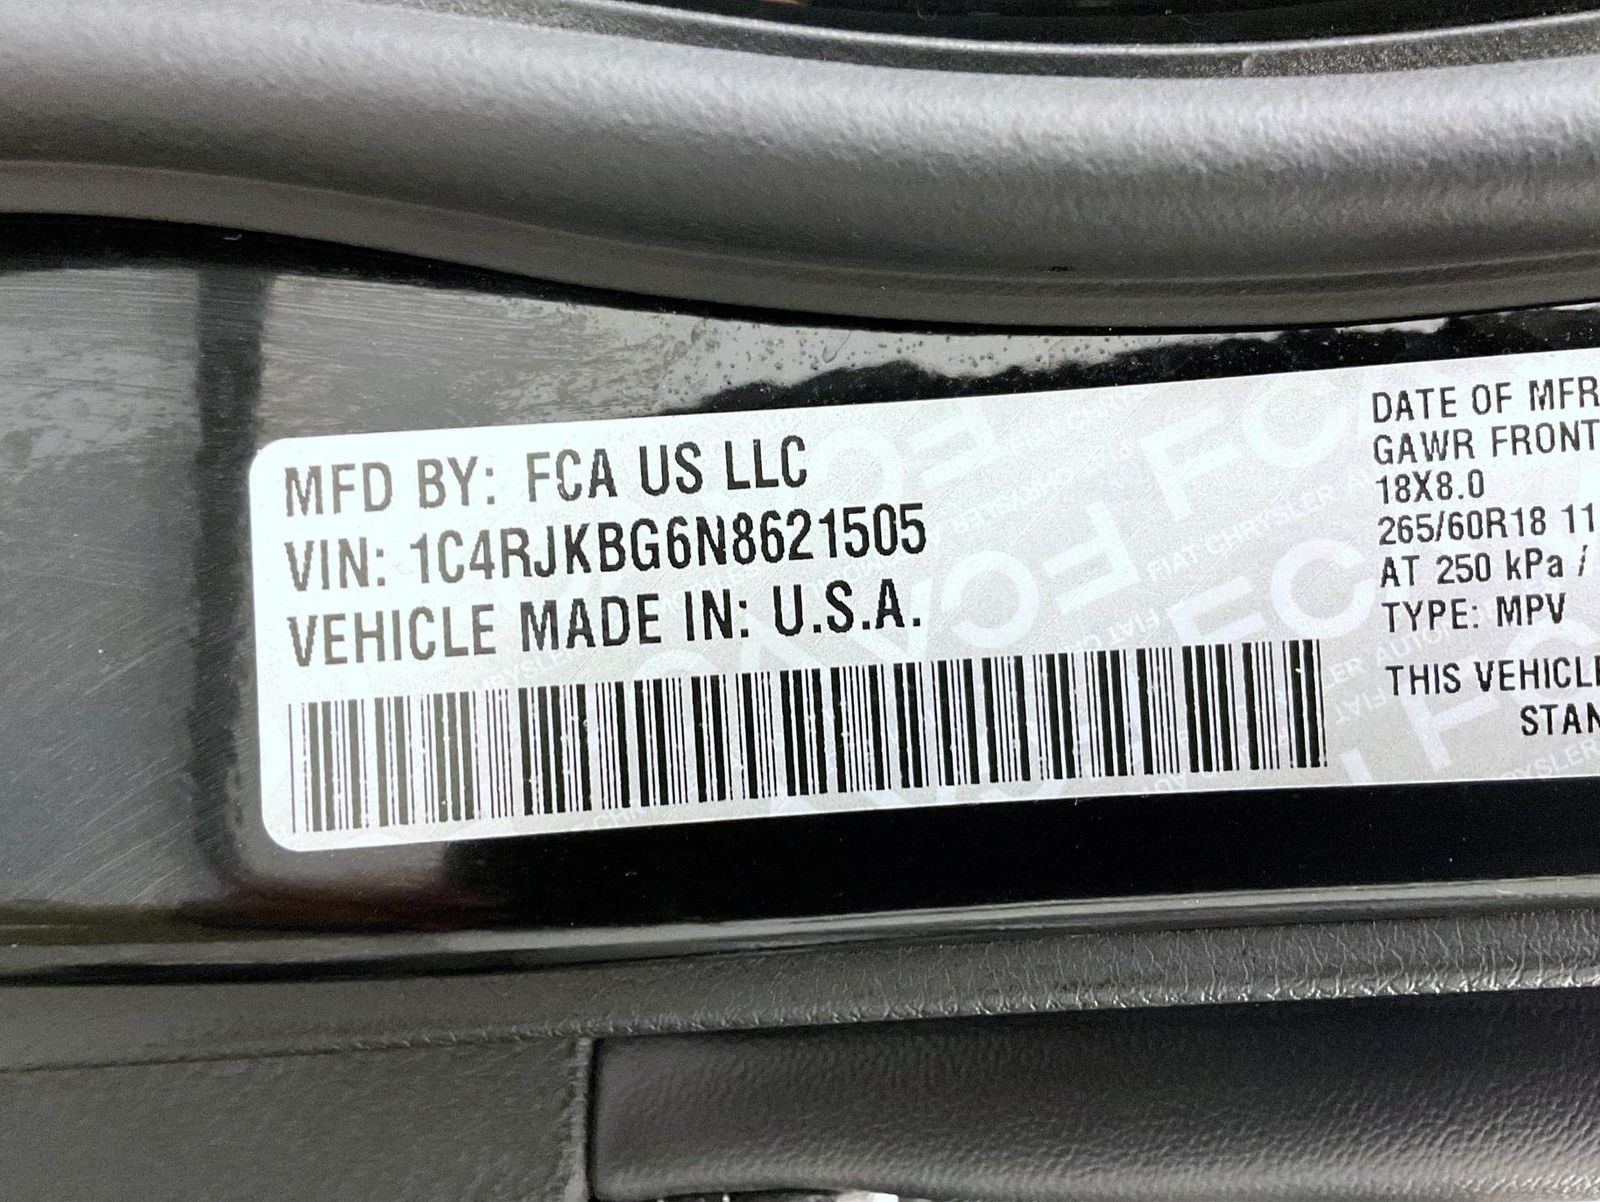 MFD BY: FCA US LLC
VIN: 1C4RJKBG6N8621505
VEHICLE MADE IN: U.S.A.
DATE OF MFR
GAWR FRONT
18X8.0
265/60R18 11
AT 250 kPa /
TYPE: MPV
THIS VEHICLE
STAN